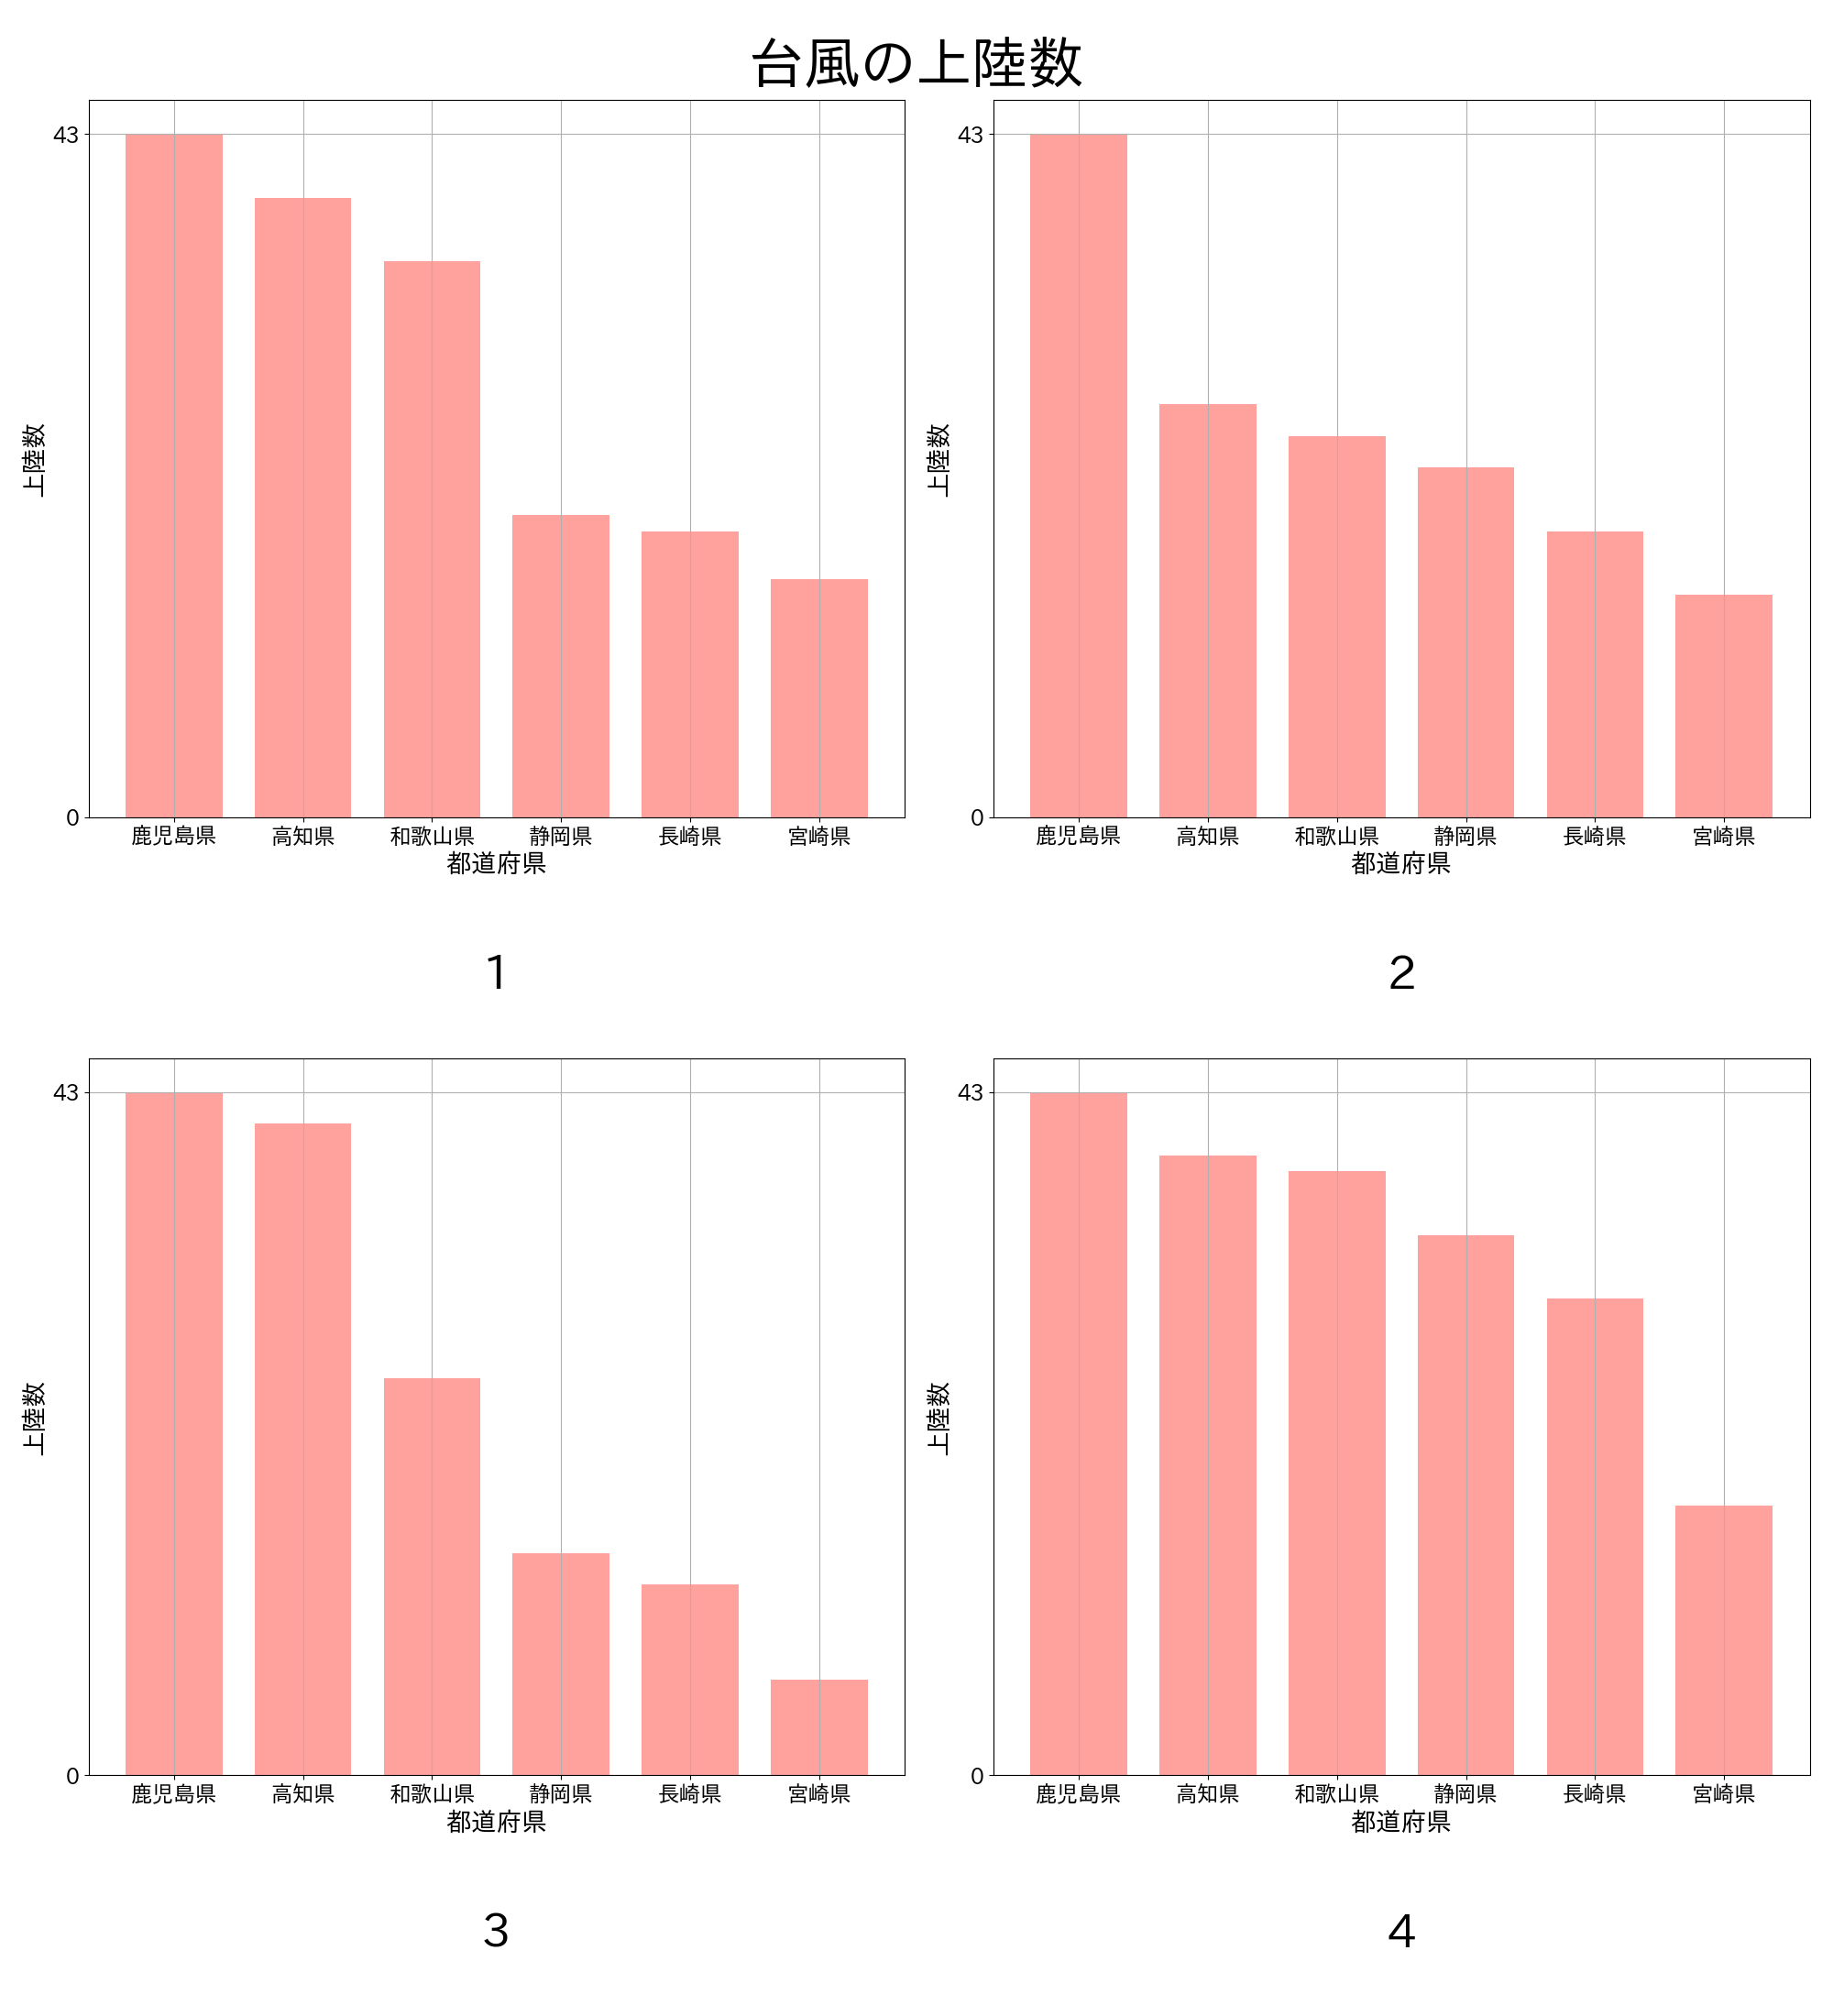 台風の上陸数
43
0
上陸数
鹿児島県 高知県 和歌山県 静岡県 長崎県 宮崎県
都道府県
1
43
0
上陸数
鹿児島県 高知県 和歌山県 静岡県 長崎県 宮崎県
都道府県
2
43
0
上陸数
鹿児島県 高知県 和歌山県 静岡県 長崎県 宮崎県
都道府県
3
43
0
上陸数
鹿児島県 高知県 和歌山県 静岡県 長崎県 宮崎県
都道府県
4